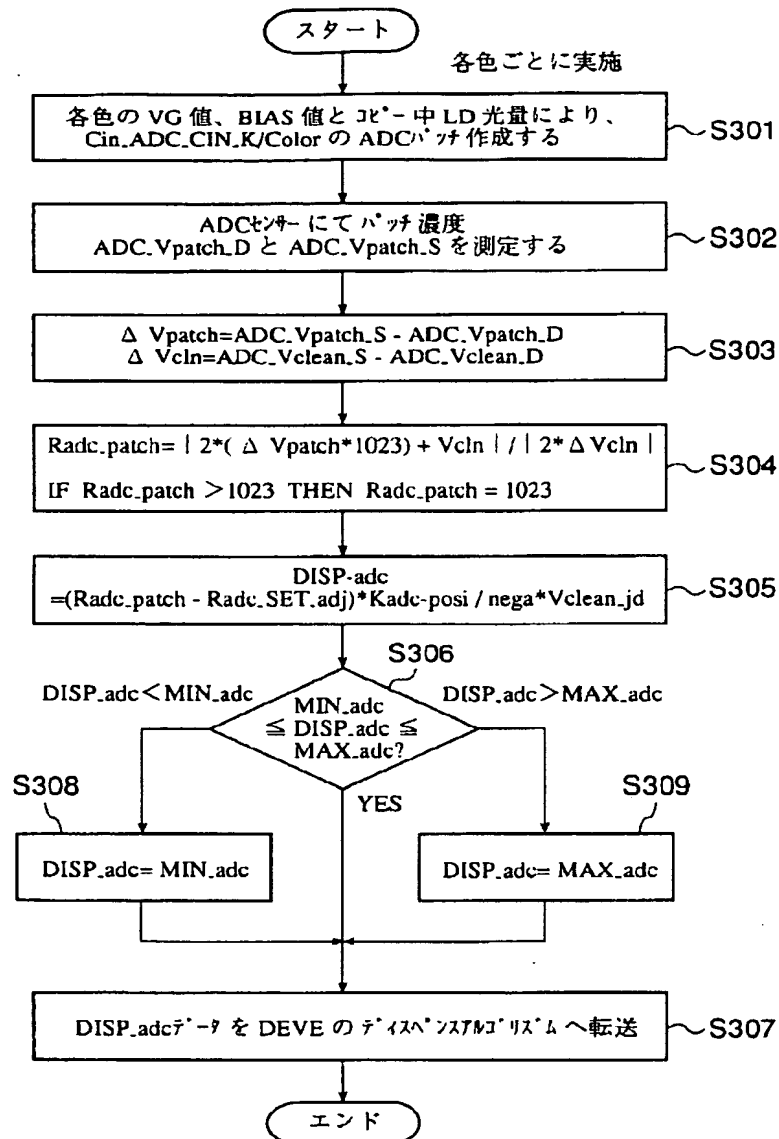 スタート
各色ごとに実施
各色の VG 値、BIAS 値と ｺﾋﾟｰ中 LD 光量により、
Cin_ADC_CIN_K/Color の ADCﾊﾟｯﾁ 作成する
S301
ADCｾﾝｻｰ にて ﾊﾟｯﾁ 濃度
ADC_Vpatch_D と ADC_Vpatch_S を測定する
S302
Δ Vpatch=ADC_Vpatch_S - ADC_Vpatch_D
Δ Vcln=ADC_Vclean_S - ADC_Vclean_D
S303
Radc_patch= | 2*( Δ Vpatch*1023) + Vcln | / | 2* Δ Vcln |
IF Radc_patch ＞1023 THEN Radc_patch = 1023
S304
DISP-adc
=(Radc_patch - Radc_SET_adj)*Kadc-posi / nega*Vclean_jd
S305
S306
DISP_adc＜MIN_adc
DISP_adc＞MAX_adc
MIN_adc
≦ DISP_adc ≦
MAX_adc?
YES
S308
S309
DISP_adc= MIN_adc
DISP_adc= MAX_adc
DISP_adcﾃﾞｰﾀ を DEVE の ﾃﾞｨｽﾍﾟﾝｽｱﾙｺﾞﾘｽﾞﾑ へ転送
S307
エンド